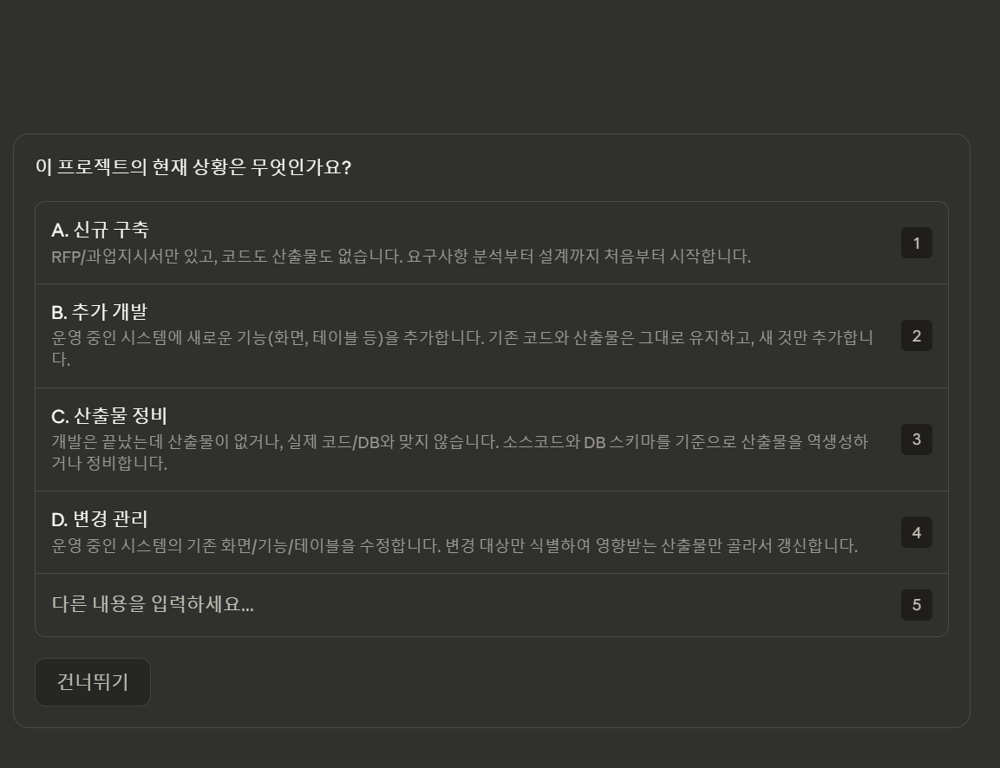 이 프로젝트의 현재 상황은 무엇인가요?
A. 신규 구축
RFP/과업지시서만 있고, 코드도 산출물도 없습니다. 요구사항 분석부터 설계까지 처음부터 시작합니다.
1
B. 추가 개발
운영 중인 시스템에 새로운 기능(화면, 테이블 등)을 추가합니다. 기존 코드와 산출물은 그대로 유지하고, 새 것만 추가합니
다.
2
C. 산출물 정비
개발은 끝났는데 산출물이 없거나, 실제 코드/DB와 맞지 않습니다. 소스코드와 DB 스키마를 기준으로 산출물을 역생성하
거나 정비합니다.
3
D. 변경 관리
운영 중인 시스템의 기존 화면/기능/테이블을 수정합니다. 변경 대상만 식별하여 영향받는 산출물만 골라서 갱신합니다.
4
다른 내용을 입력하세요...
5
건너뛰기